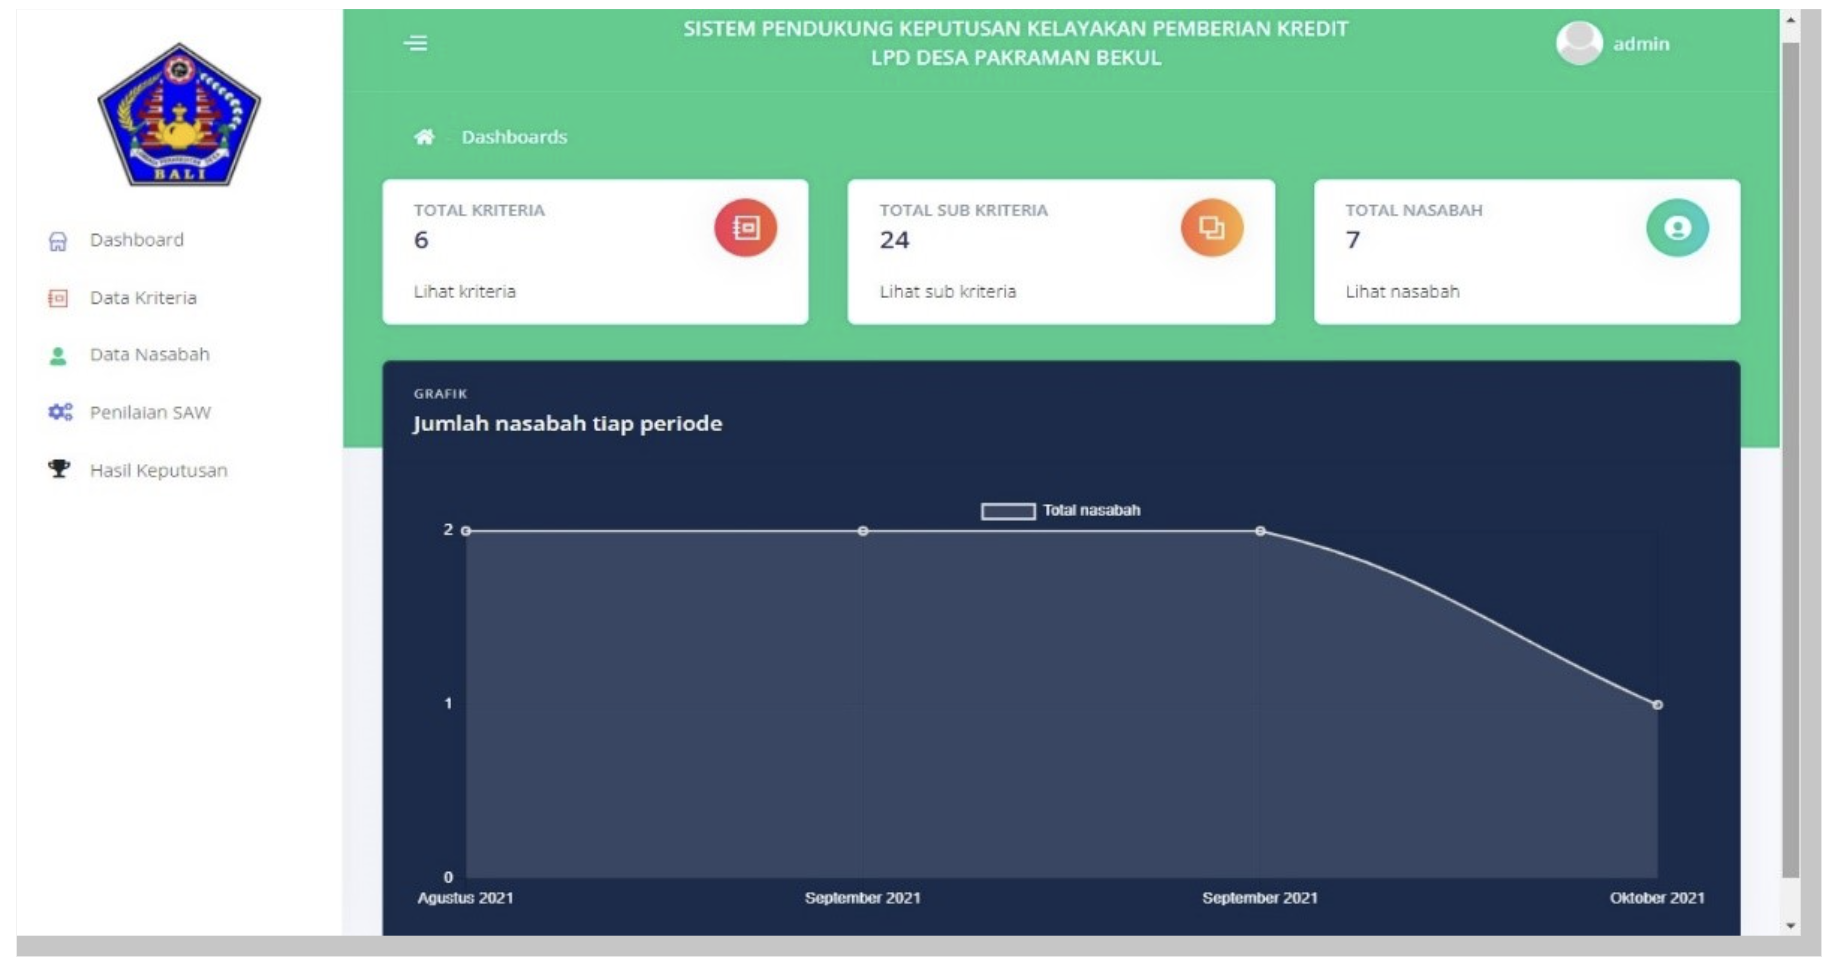 SISTEM PENDUKUNG KEPUTUSAN KELAYAKAN PEMBERIAN KREDIT
LPD DESA PAKRAMAN BEKUL
admin
BALI
Dashboard
Data Kriteria
Data Nasabah
Penilaian SAW
Hasil Keputusan
Dashboards
TOTAL KRITERIA
6
Lihat kriteria
TOTAL SUB KRITERIA
24
Lihat sub kriteria
TOTAL NASABAH
7
Lihat nasabah
GRAFIK
Jumlah nasabah tiap periode
Total nasabah
2
1
0
Agustus 2021
September 2021
September 2021
Oktober 2021